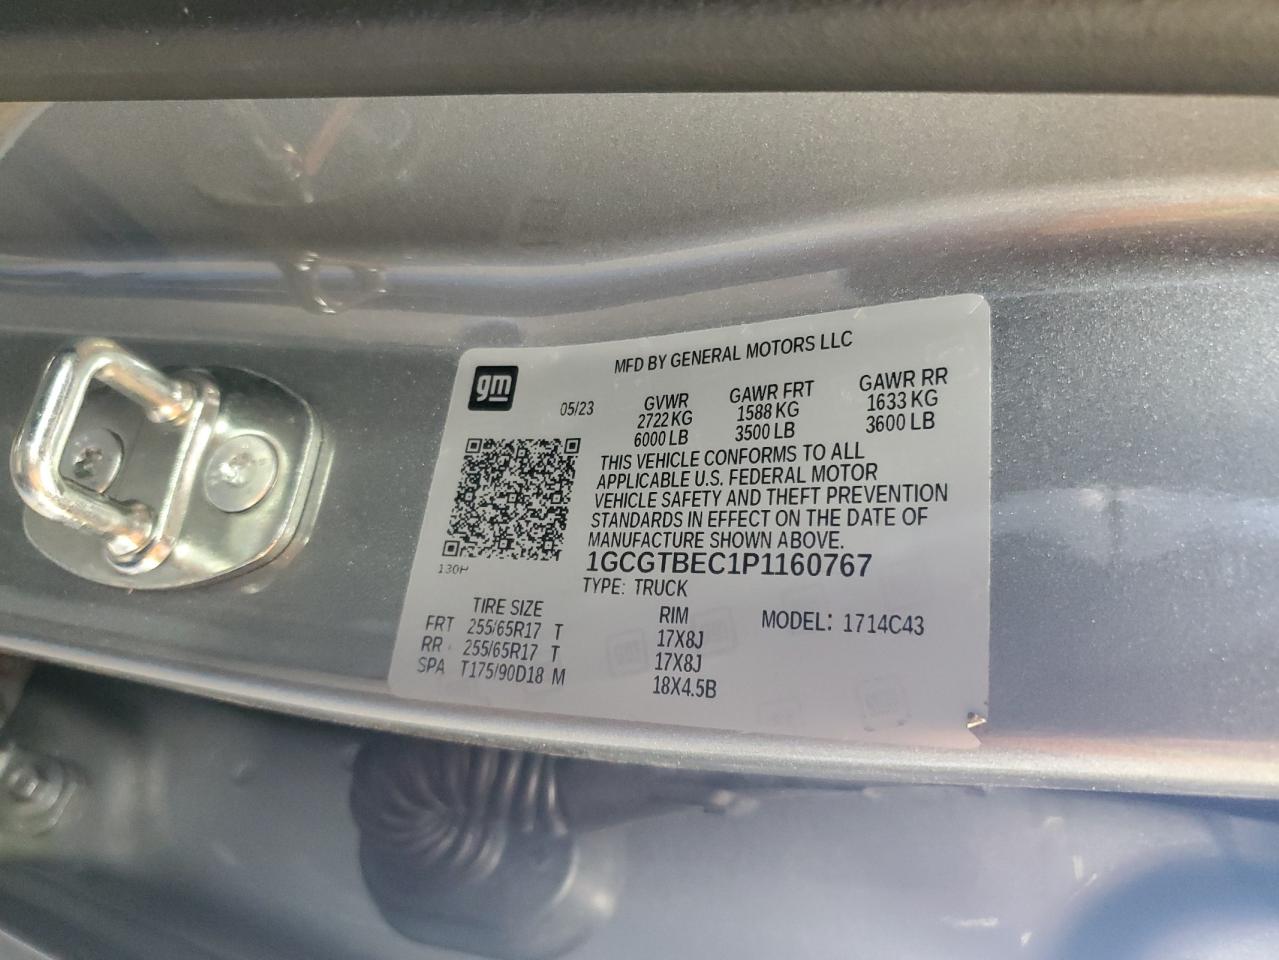 gm
MFD BY GENERAL MOTORS LLC
05/23
GVWR GAWR FRT GAWR RR
2722 KG 1588 KG 1633 KG
6000 LB 3500 LB 3600 LB
THIS VEHICLE CONFORMS TO ALL
APPLICABLE U.S. FEDERAL MOTOR
VEHICLE SAFETY AND THEFT PREVENTION
STANDARDS IN EFFECT ON THE DATE OF
MANUFACTURE SHOWN ABOVE.
1GCGTBEC1P1160767
130H
TYPE: TRUCK
TIRE SIZE RIM MODEL: 1714C43
FRT 255/65R17 T 17X8J
RR 255/65R17 T 17X8J
SPA T175/90D18 M 18X4.5B